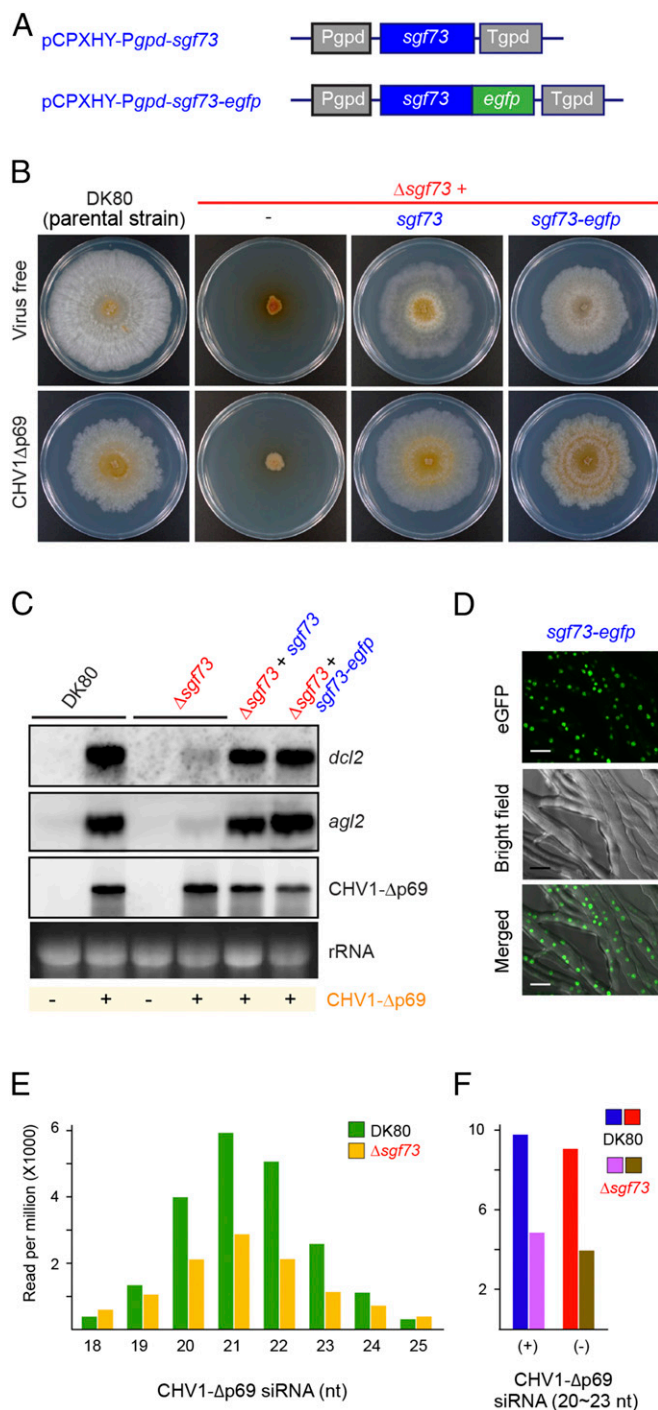 A
pCPXHY-Pgpd-sgf73
Pgpd sgf73 Tgpd
pCPXHY-Pgpd-sgf73-egfp
Pgpd sgf73 egfp Tgpd
B
DK80
(parental strain)
Δsgf73 +
- sgf73 sgf73-egfp
Virus free
CHV1Δp69
C
DK80
Δsgf73
Δsgf73 + sgf73
Δsgf73 +
sgf73-egfp
dcl2
agl2
CHV1-Δp69
rRNA
- + - + + + CHV1-Δp69
D
sgf73-egfp
eGFP
Bright field
Merged
E
Read per million (X1000)
6
4
2
DK80
Δsgf73
18 19 20 21 22 23 24 25
CHV1-Δp69 siRNA (nt)
F
10
6
4
2
DK80
Δsgf73
(+) (-)
CHV1-Δp69
siRNA (20~23 nt)